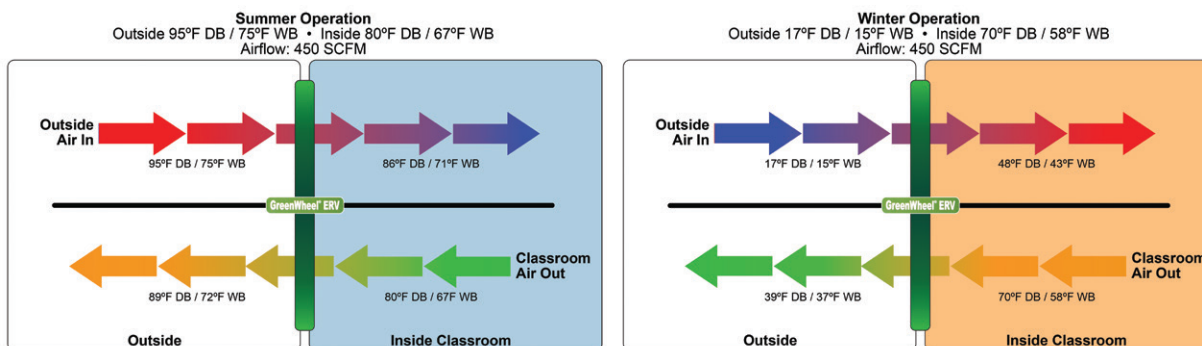 Summer Operation
Outside 95ºF DB / 75ºF WB • Inside 80ºF DB / 67ºF WB
Airflow: 450 SCFM
Outside
Air In
95ºF DB / 75ºF WB
86ºF DB / 71ºF WB
GreenWheel® ERV
Classroom
Air Out
89ºF DB / 72ºF WB
80ºF DB / 67ºF WB
Outside
Inside Classroom
Winter Operation
Outside 17ºF DB / 15ºF WB • Inside 70ºF DB / 58ºF WB
Airflow: 450 SCFM
Outside
Air In
17ºF DB / 15ºF WB
48ºF DB / 43ºF WB
GreenWheel® ERV
Classroom
Air Out
39ºF DB / 37ºF WB
70ºF DB / 58ºF WB
Outside
Inside Classroom